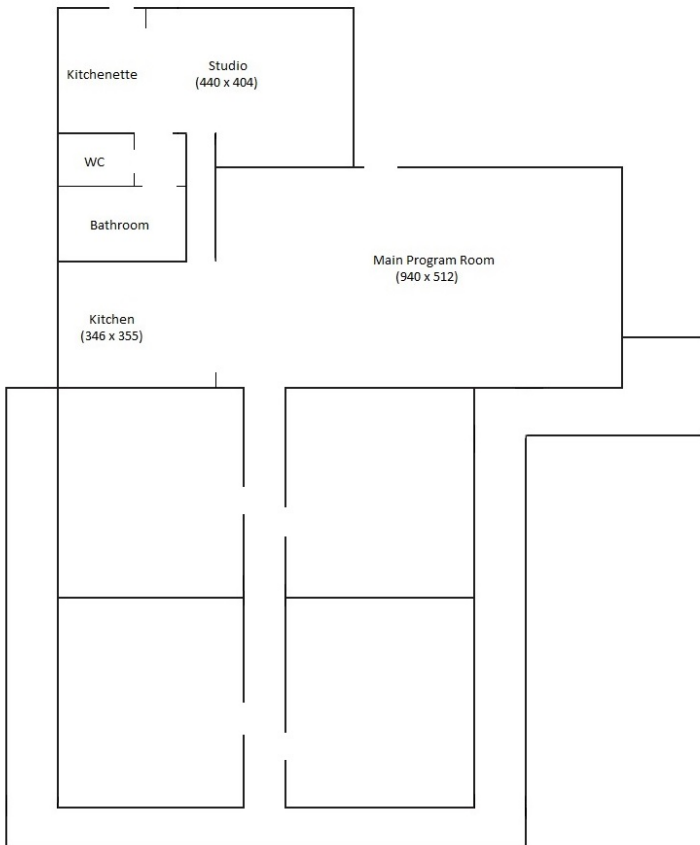 Kitchenette
Studio
(440 x 404)
WC
Bathroom
Main Program Room
(940 x 512)
Kitchen
(346 x 355)